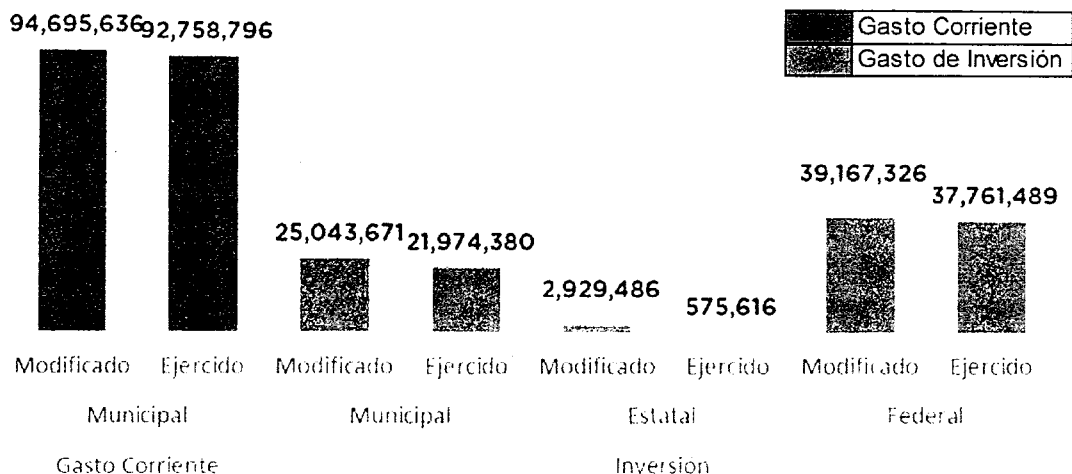 94,695,636 92,758,796
Gasto Corriente
Gasto de Inversión
39,167,326
37,761,489
25,043,671 21,974,380
2,929,486
575,616
Modificado Ejercido Modificado Ejercido Modificado Ejercido Modificado Ejercido
Municipal Municipal Estatal Federal
Gasto Corriente Inversión